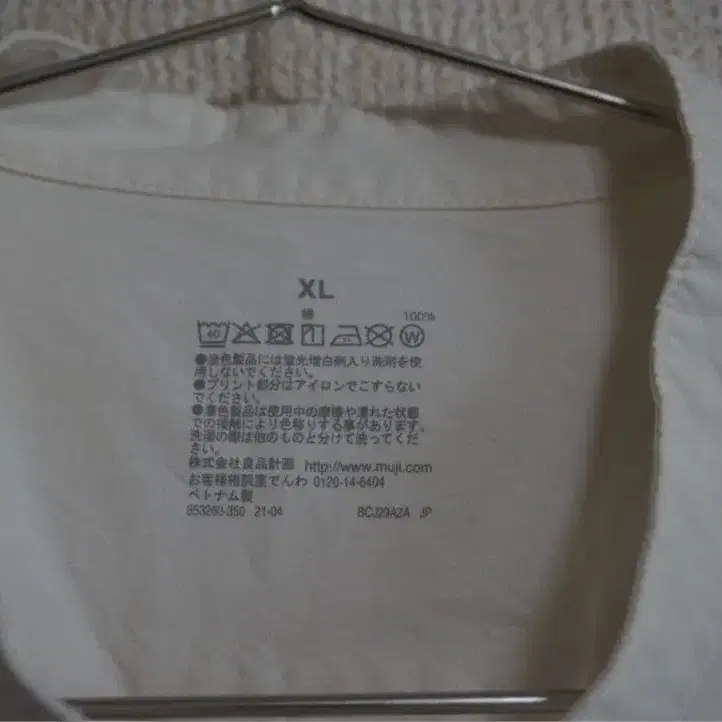 XL
綿 100%
40
W
●淡色製品には蛍光増白剤入り洗剤を使
用しないでください。
●プリント部分はアイロンでこすらない
でください。
●濃色製品は使用中の摩擦や濡れた状態
での接触により色移りする事があります。
洗濯の際は他のものと分けて洗ってくだ
さい。
株式会社良品計画 http://www.muji.com
お客様相談室でんわ 0120-14-6404
ベトナム製
853260-350 21-04 BCJ29A2A JP